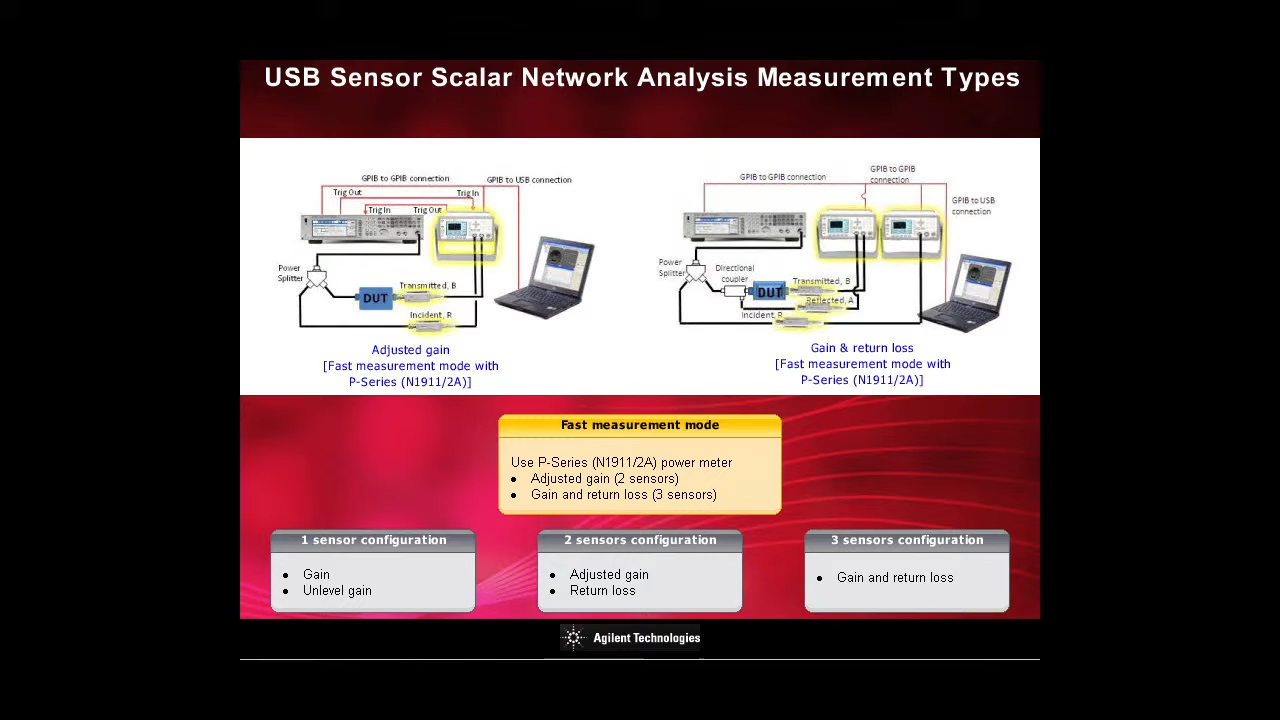 USB Sensor Scalar Network Analysis Measurement Types
GPIB to GPIB connection
GPIB to USB connection
Trig Out
Trig In
Trig In
Trig Out
Power
Splitter
DUT
Transmitted, B
Incident, R
Adjusted gain
[Fast measurement mode with
P-Series (N1911/2A)]
GPIB to GPIB connection
GPIB to GPIB
connection
GPIB to USB
connection
Power
Splitter
Directional
coupler
DUT
Transmitted, B
Reflected, A
Incident, R
Gain & return loss
[Fast measurement mode with
P-Series (N1911/2A)]
Fast measurement mode
Use P-Series (N1911/2A) power meter
• Adjusted gain (2 sensors)
• Gain and return loss (3 sensors)
1 sensor configuration
• Gain
• Unlevel gain
2 sensors configuration
• Adjusted gain
• Return loss
3 sensors configuration
• Gain and return loss
Agilent Technologies